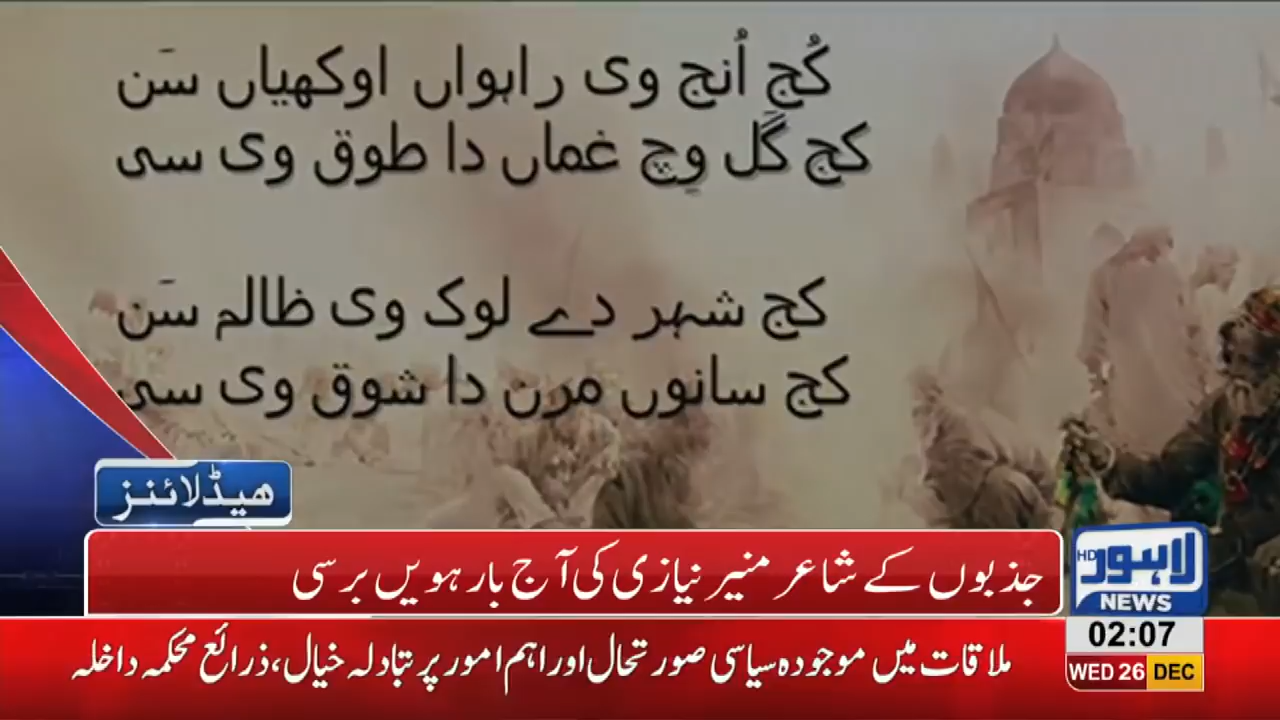 کُج اُنج وی راہواں اوکھیاں سَن
کج گَل وِچ غماں دا طوق وی سی
کج شہر دے لوک وی ظالم سَن
کج سانوں مرن دا شوق وی سی
ھیڈلائنز
جذبوں کے شاعر منیر نیازی کی آج بارہویں برسی
HD لاہور
NEWS
02:07
WED 26 DEC
ملاقات میں موجودہ سیاسی صورتحال اور اہم امور پر تبادلہ خیال، ذرائع محکمہ داخلہ